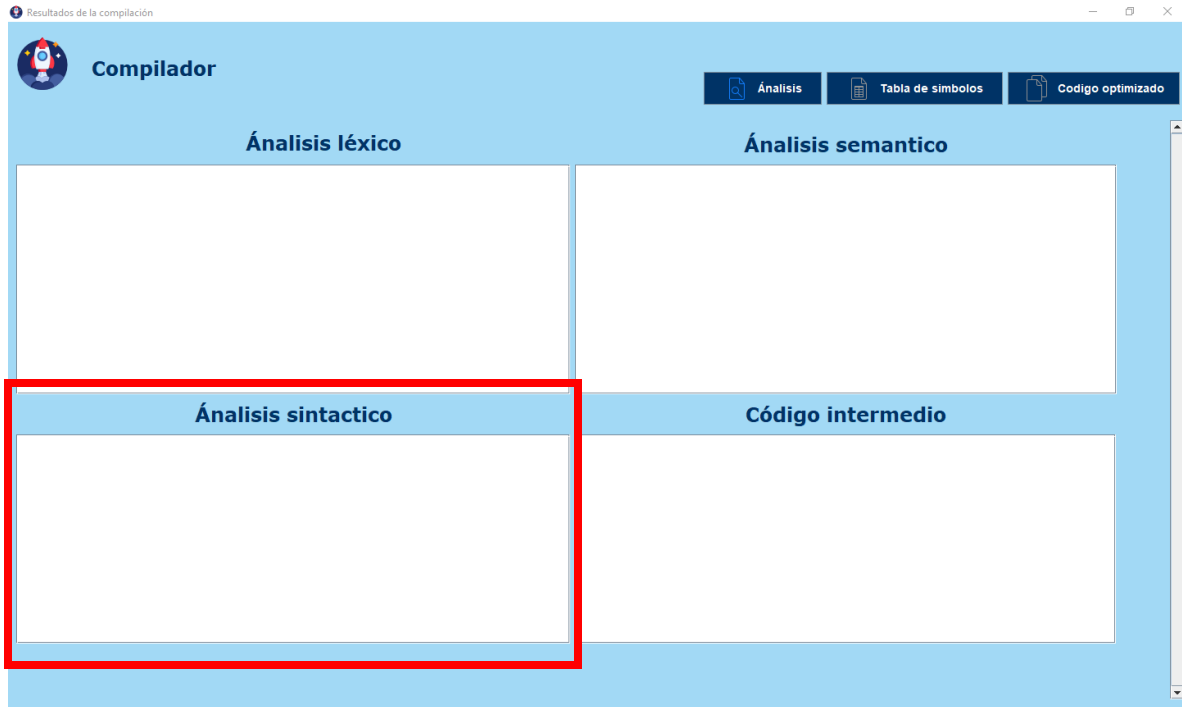 Resultados de la compilación
Compilador
Ánalisis
Tabla de simbolos
Codigo optimizado
Ánalisis léxico
Ánalisis semantico
Ánalisis sintactico
Código intermedio